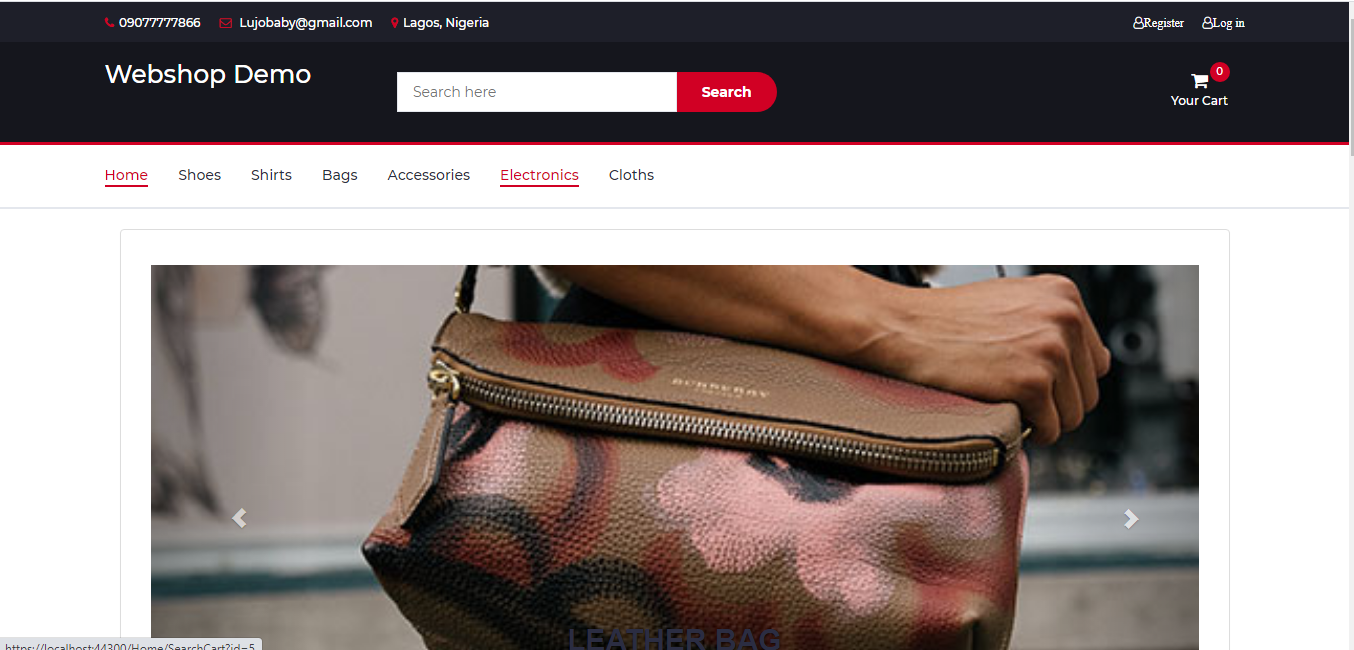 09077777866 Lujobaby@gmail.com Lagos, Nigeria Register Log in
Webshop Demo Search here Search 0
Your Cart
Home Shoes Shirts Bags Accessories Electronics Cloths
BURBERRY
LEATHER BAG
https://localhost:44300/Home/SearchCart?id=5